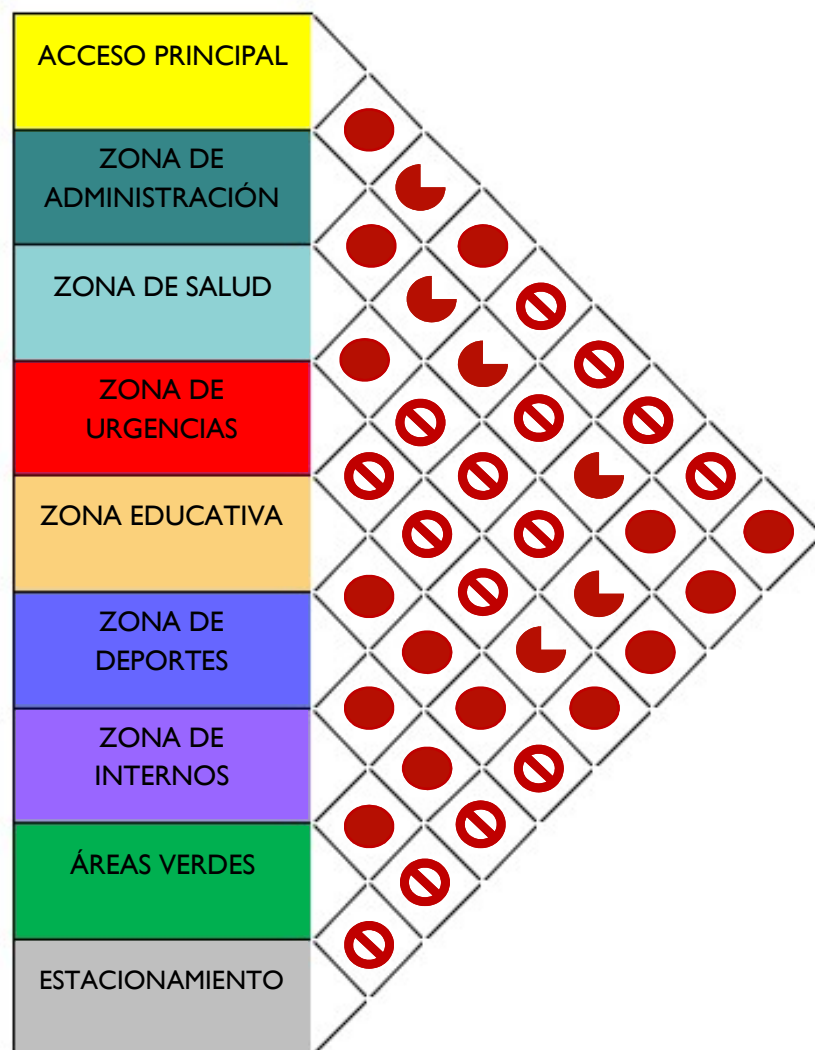 ACCESO PRINCIPAL
ZONA DE
ADMINISTRACIÓN
ZONA DE SALUD
ZONA DE
URGENCIAS
ZONA EDUCATIVA
ZONA DE
DEPORTES
ZONA DE
INTERNOS
ÁREAS VERDES
ESTACIONAMIENTO